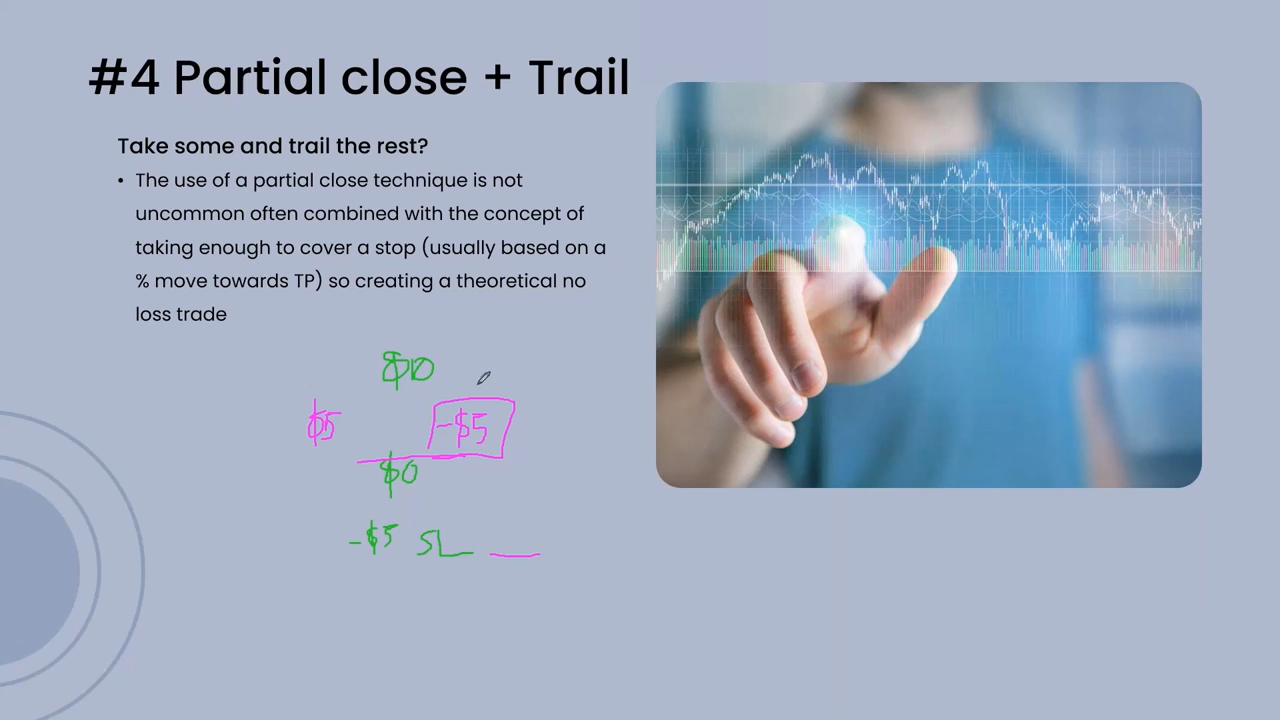 #4 Partial close + Trail
Take some and trail the rest?
• The use of a partial close technique is not
uncommon often combined with the concept of
taking enough to cover a stop (usually based on a
% move towards TP) so creating a theoretical no
loss trade
$10
$5 -$5
$0
-$5 SL